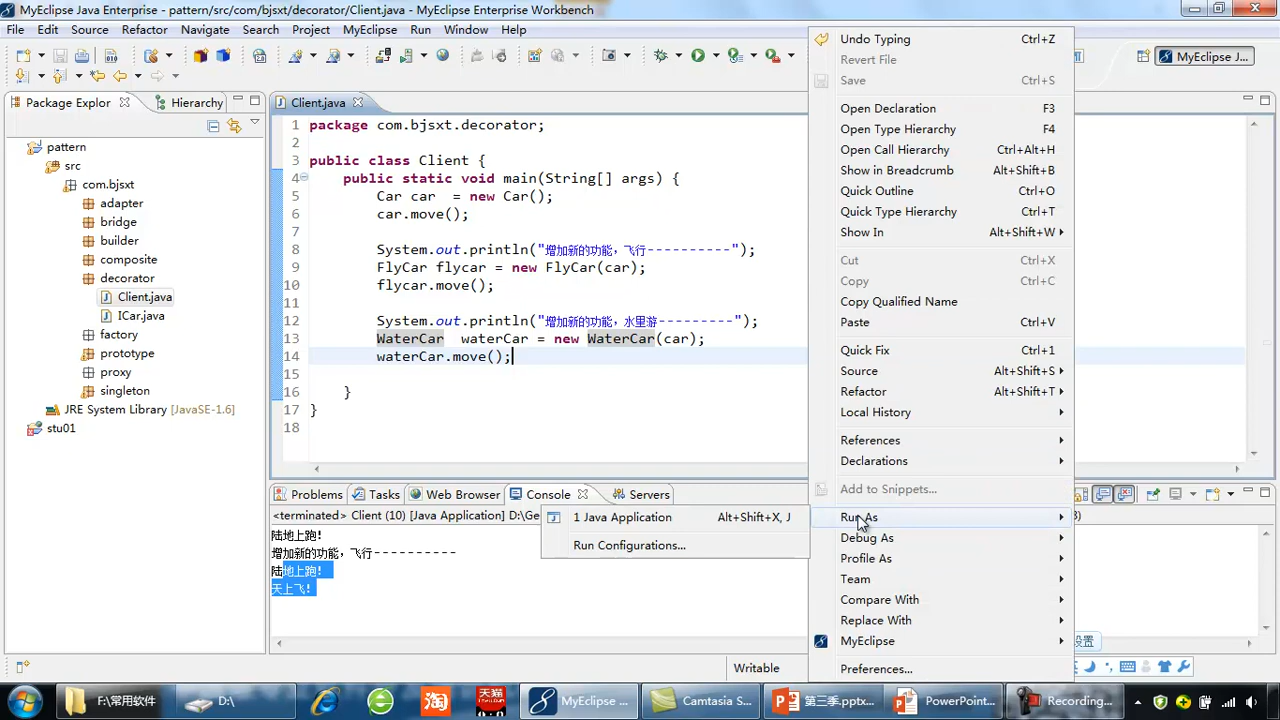 MyEclipse Java Enterprise - pattern/src/com/bjsxt/decorator/Client.java - MyEclipse Enterprise Workbench
File Edit Source Refactor Navigate Search Project MyEclipse Run Window Help
MyEclipse J...
Package Explor Hierarchy
pattern
src
com.bjsxt
adapter
bridge
builder
composite
decorator
Client.java
ICar.java
factory
prototype
proxy
singleton
JRE System Library [JavaSE-1.6]
stu01
Client.java
1 package com.bjsxt.decorator;
2
3 public class Client {
4 public static void main(String[] args) {
5 Car car  = new Car();
6 car.move();
7
8 System.out.println("增加新的功能，飞行----------");
9 FlyCar flycar = new FlyCar(car);
10 flycar.move();
11
12 System.out.println("增加新的功能，水里游---------");
13 WaterCar  waterCar = new WaterCar(car);
14 waterCar.move();
15
16 }
17 }
18
Undo Typing Ctrl+Z
Revert File
Save Ctrl+S
Open Declaration F3
Open Type Hierarchy F4
Open Call Hierarchy Ctrl+Alt+H
Show in Breadcrumb Alt+Shift+B
Quick Outline Ctrl+O
Quick Type Hierarchy Ctrl+T
Show In Alt+Shift+W
Cut Ctrl+X
Copy Ctrl+C
Copy Qualified Name
Paste Ctrl+V
Quick Fix Ctrl+1
Source Alt+Shift+S
Refactor Alt+Shift+T
Local History
References
Declarations
Add to Snippets...
Run As
Debug As
Profile As
Team
Compare With
Replace With
MyEclipse
Preferences...
1 Java Application Alt+Shift+X, J
Run Configurations...
Problems Tasks Web Browser Console Servers
<terminated> Client (10) [Java Application] D:\Ge
陆地上跑！
增加新的功能，飞行----------
陆地上跑！
天上飞！
Writable
设置
F:\常用软件 D:\ 淘 天猫 MyEclipse ... Camtasia S... 第三季.pptx... PowerPoint... Recording...